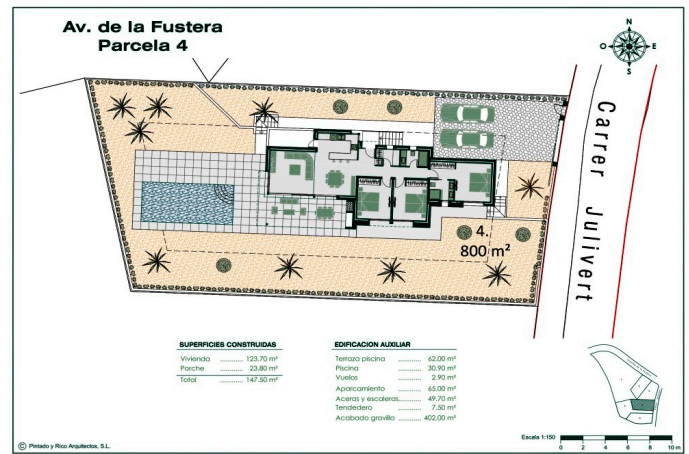 Av. de la Fustera
Parcela 4
N
O
E
S
Carrer Julivert
4.
800 m²
SUPERFICIES CONSTRUIDAS
Vivienda ............ 123.70 m²
Porche ............ 23.80 m²
Total ............ 147.50 m²
EDIFICACION AUXILIAR
Terraza piscina ............ 62.00 m²
Piscina ............ 30.90 m²
Vuelos ............ 2.90 m²
Aparcamiento ............ 65.00 m²
Aceras y escaleras ............ 49.70 m²
Tendedero ............ 7.50 m²
Acabado gravilla ............ 402.00 m²
© Pintado y Rico Arquitectos, S.L.
Escala 1:150
0 2 4 6 8 10 m